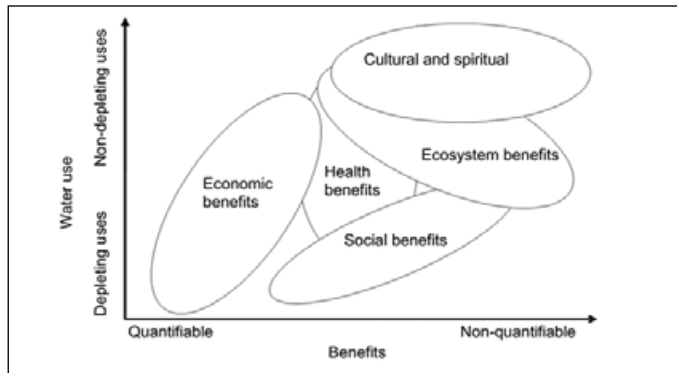 Cultural and spiritual
Ecosystem benefits
Health
benefits
Economic
benefits
Social benefits
Water use
Non-depleting uses
Depleting uses
Quantifiable
Non-quantifiable
Benefits